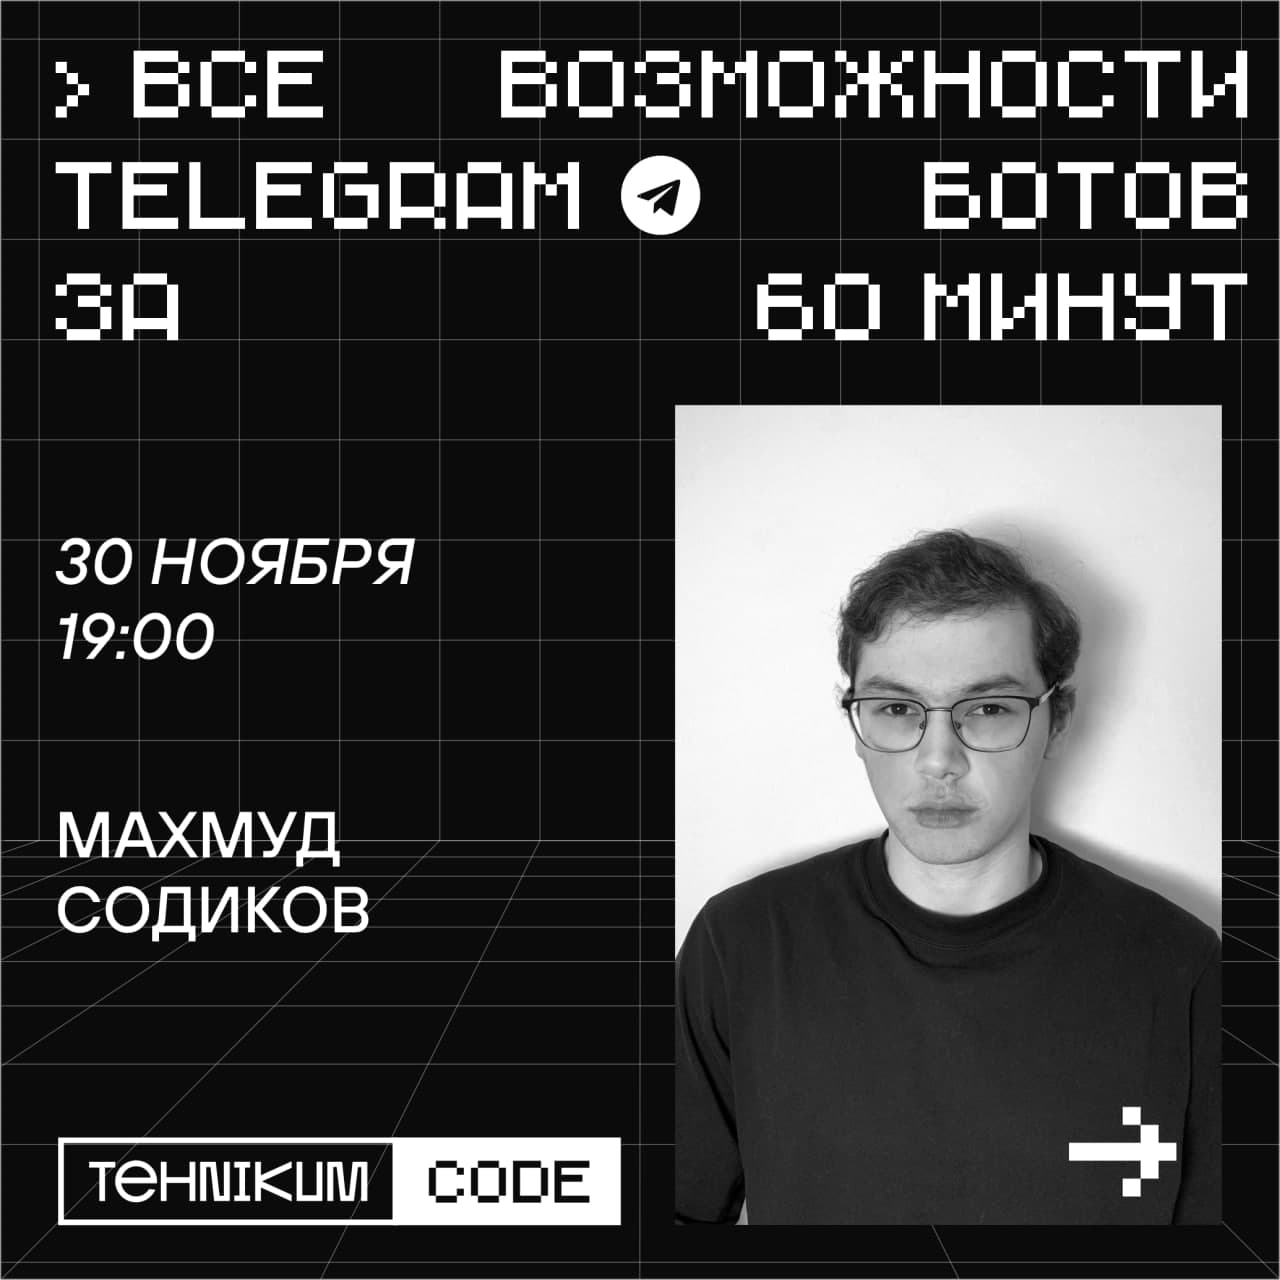 > ВСЕ ВОЗМОЖНОСТИ
TELEGRAM БОТОВ
ЗА 60 МИНУТ
30 НОЯБРЯ
19:00
МАХМУД
СОДИКОВ
TEHNIKUM CODE